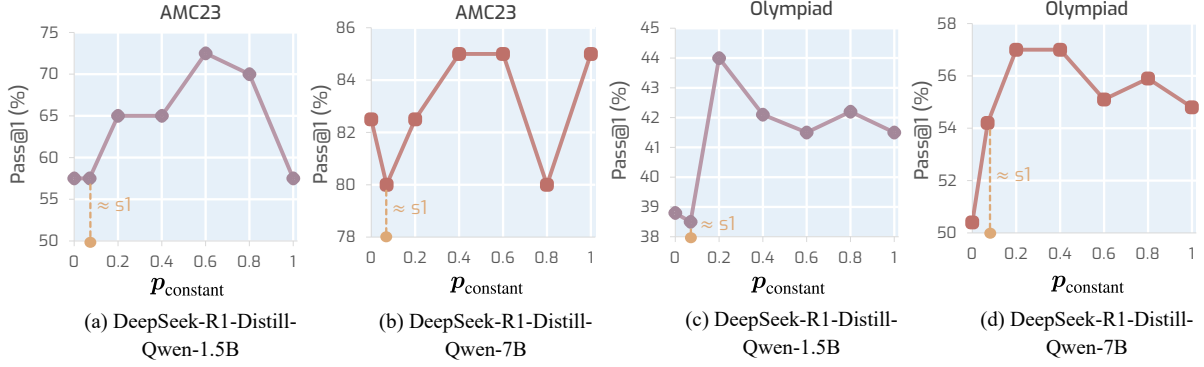 AMC23
Pass@1 (%)
75
70
65
60
55
50
≈ s1
0 0.2 0.4 0.6 0.8 1
p constant
(a) DeepSeek-R1-Distill-
Qwen-1.5B
AMC23
Pass@1 (%)
86
84
82
80
78
≈ s1
0 0.2 0.4 0.6 0.8 1
p constant
(b) DeepSeek-R1-Distill-
Qwen-7B
Olympiad
Pass@1 (%)
45
44
43
42
41
40
39
38
≈ s1
0 0.2 0.4 0.6 0.8 1
p constant
(c) DeepSeek-R1-Distill-
Qwen-1.5B
Olympiad
Pass@1 (%)
58
56
54
52
50
≈ s1
0 0.2 0.4 0.6 0.8 1
p constant
(d) DeepSeek-R1-Distill-
Qwen-7B